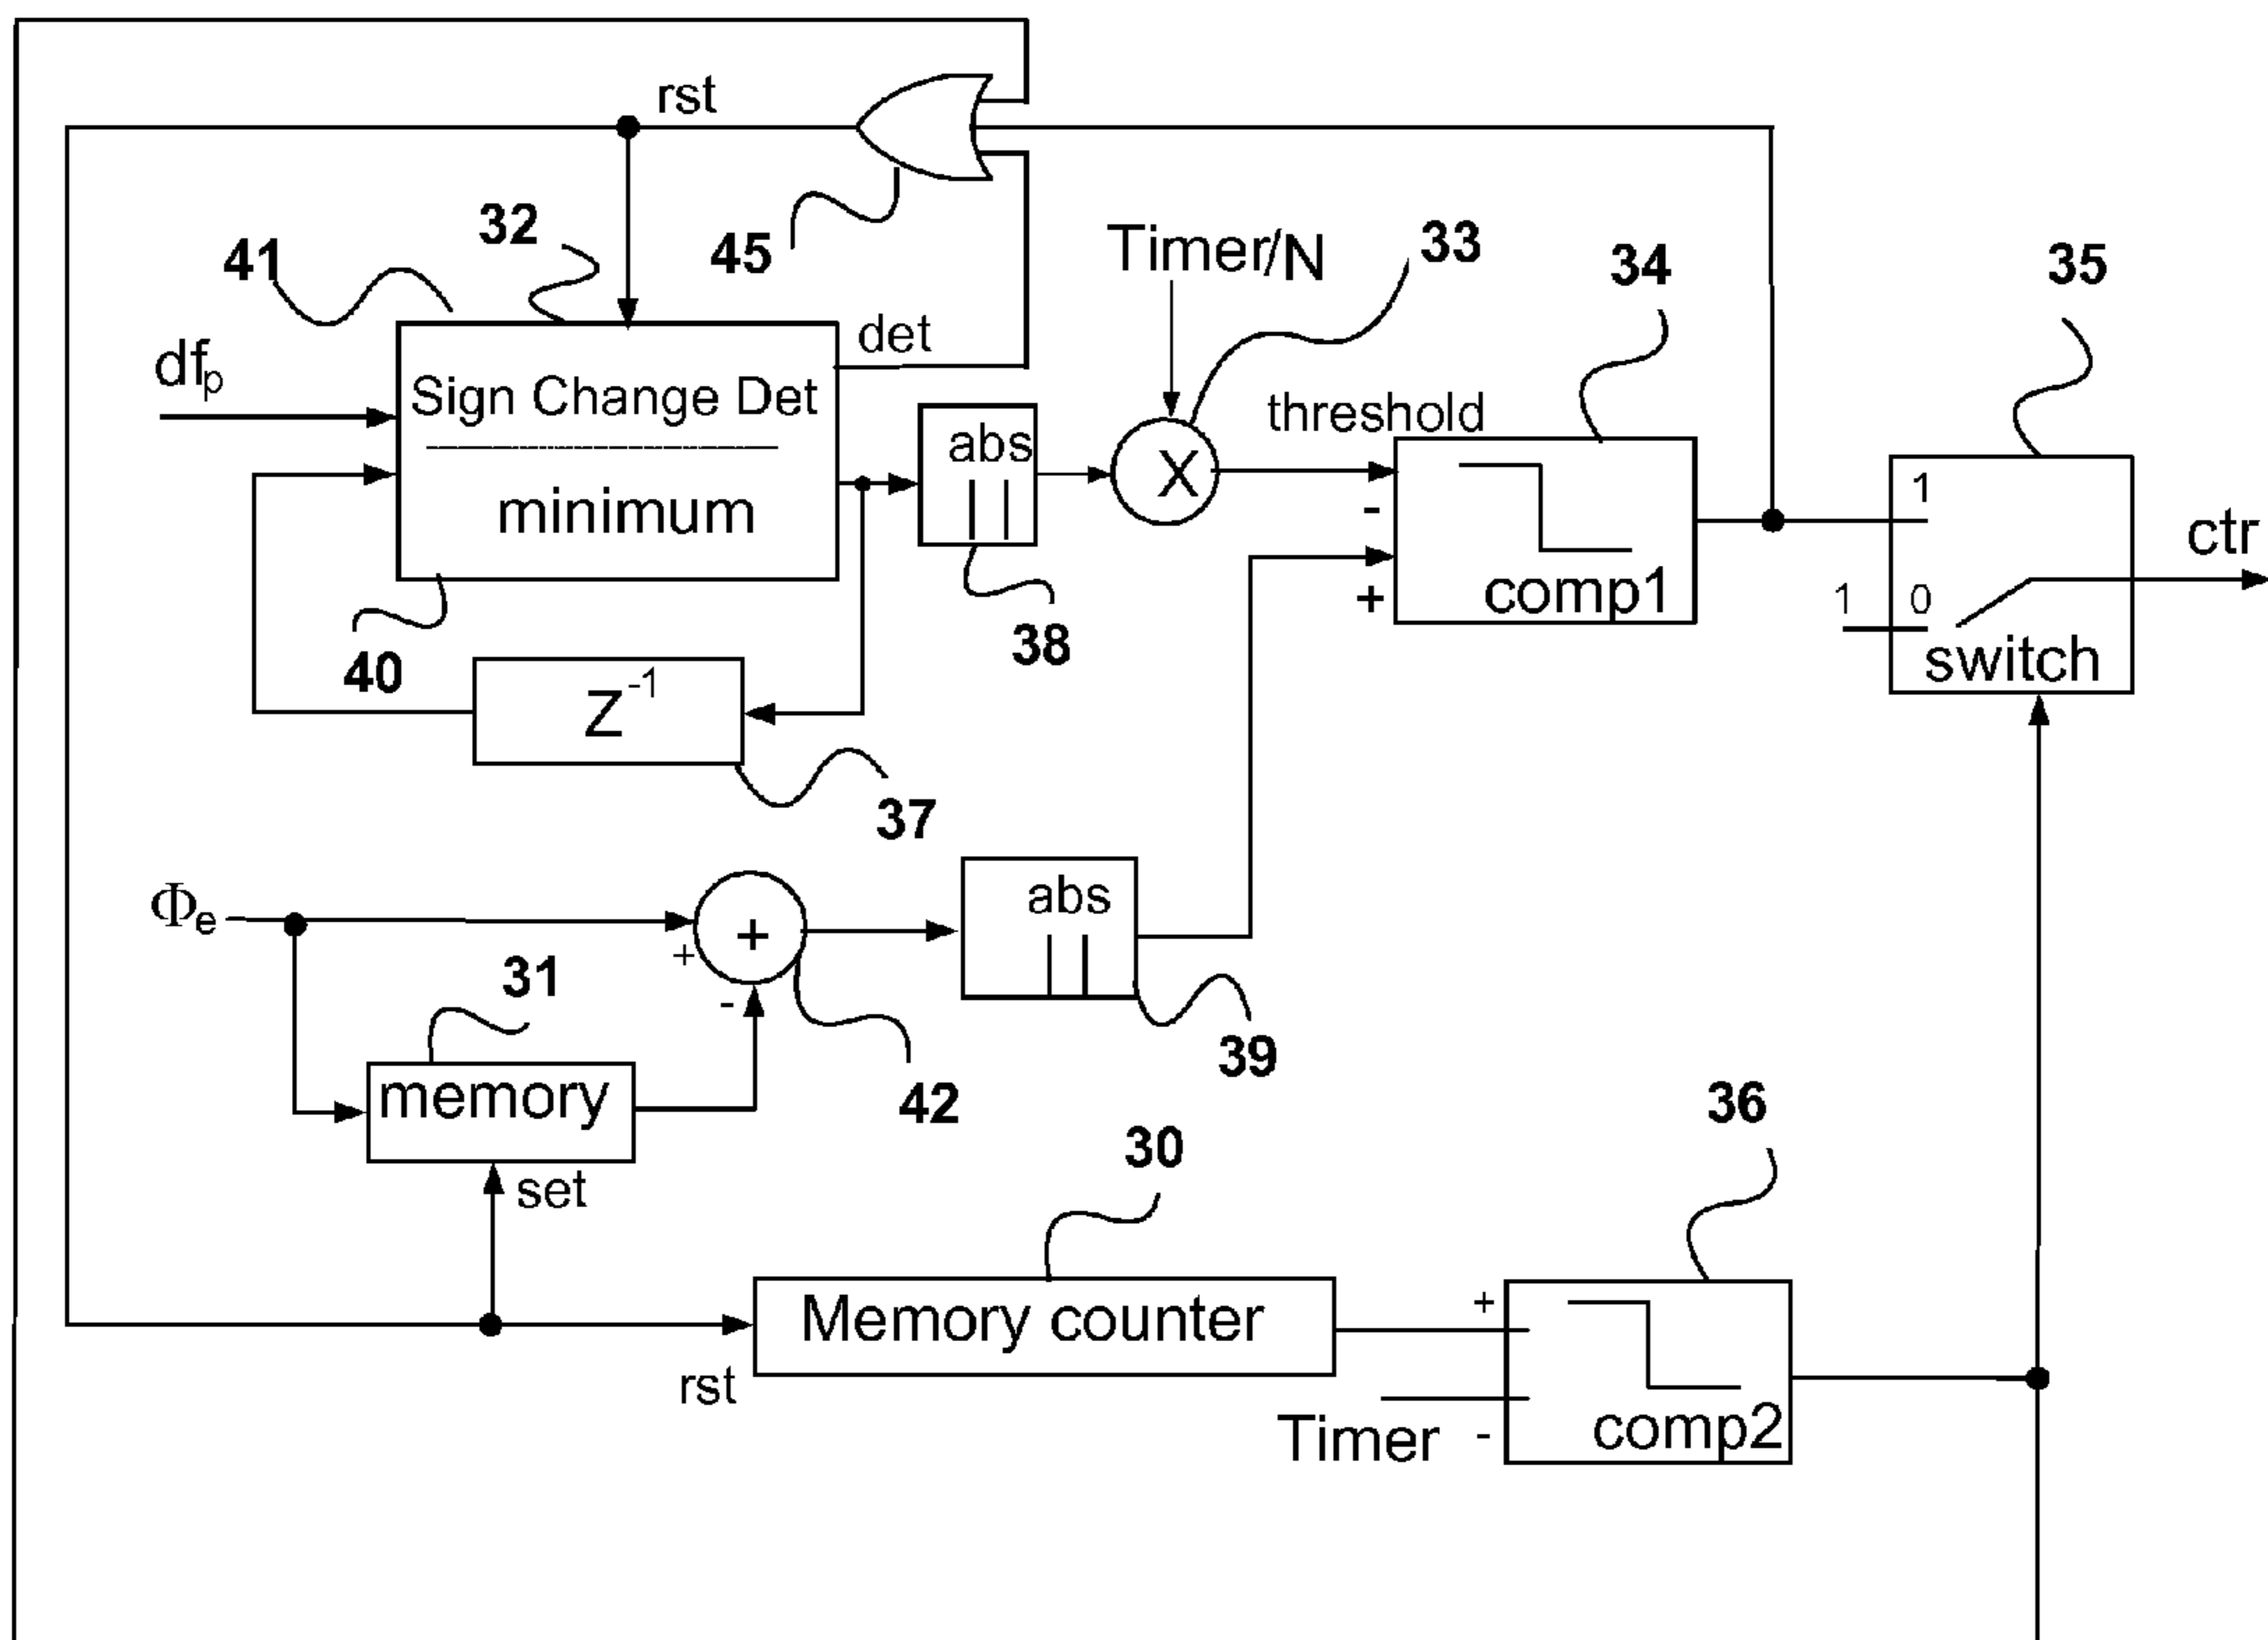 rst
32
41
45
Timer/N
33
34
35
det
df_p
Sign Change Det
minimum
abs
X
threshold
-
+
comp1
1
1
0
switch
ctr
40
38
Z^-1
37
Φ_e
+
+
-
abs
31
39
memory
42
set
30
36
Memory counter
rst
+
Timer
-
comp2